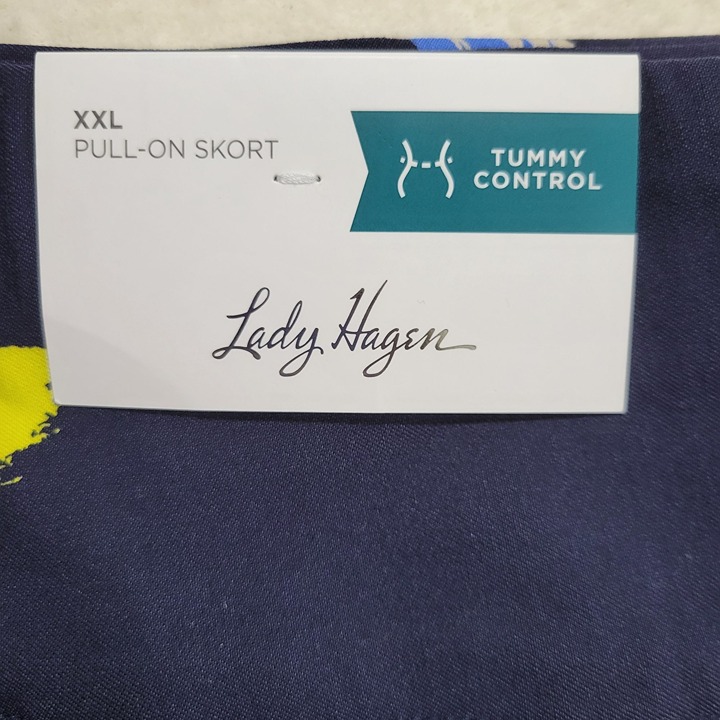 XXL
PULL-ON SKORT
TUMMY
CONTROL
Lady Hagen